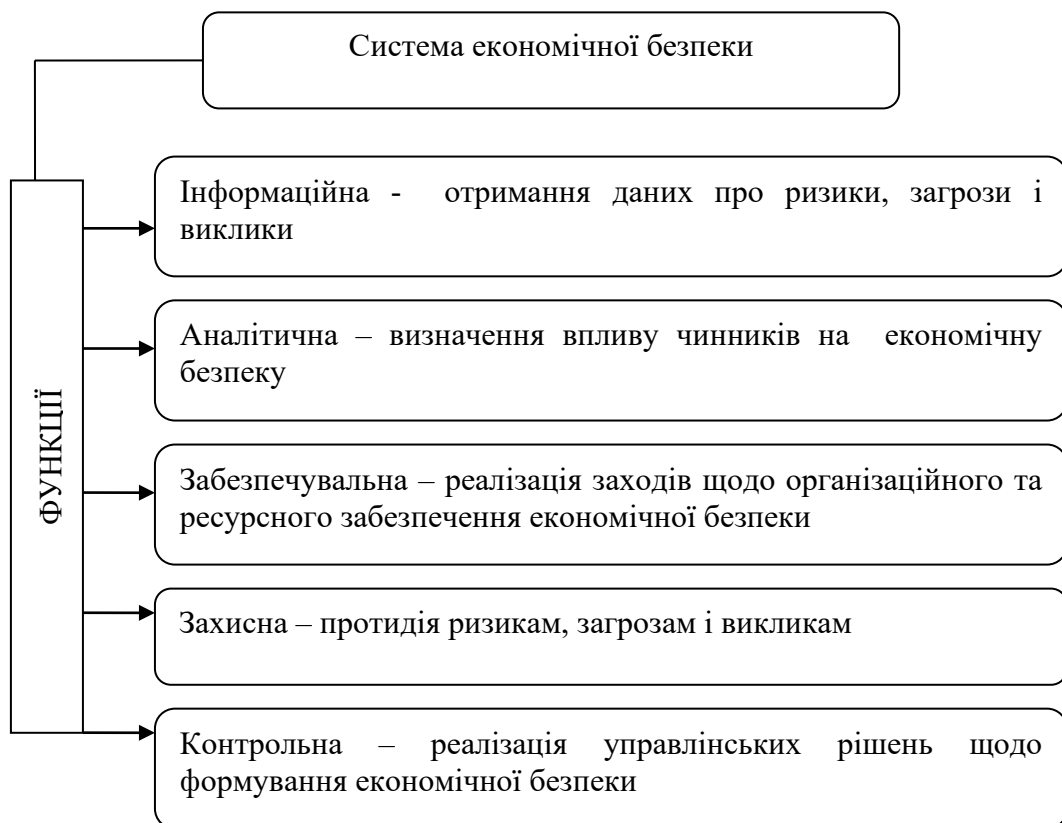 Система економічної безпеки
ФУНКЦІЇ
Інформаційна - отримання даних про ризики, загрози і
виклики
Аналітична – визначення впливу чинників на економічну
безпеку
Забезпечувальна – реалізація заходів щодо організаційного та
ресурсного забезпечення економічної безпеки
Захисна – протидія ризикам, загрозам і викликам
Контрольна – реалізація управлінських рішень щодо
формування економічної безпеки